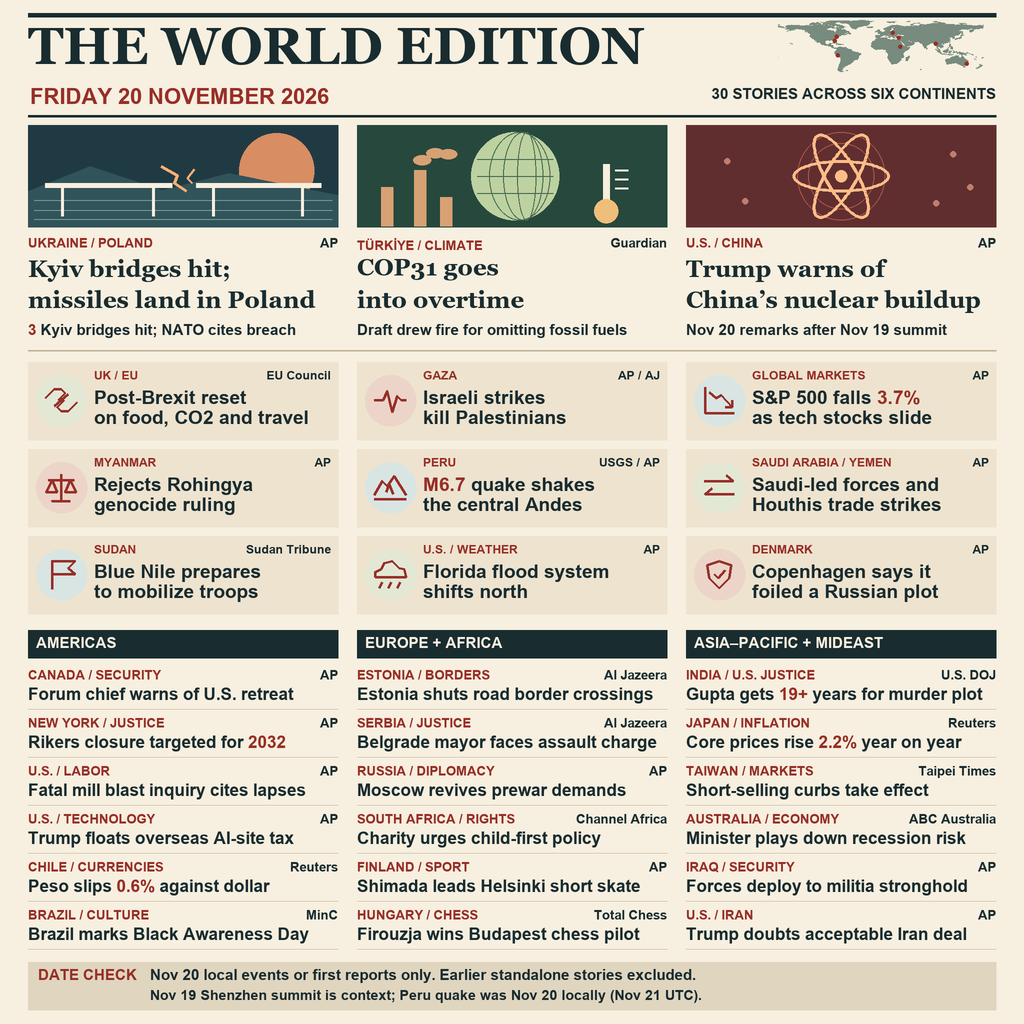 THE WORLD EDITION
FRIDAY 20 NOVEMBER 2026
30 STORIES ACROSS SIX CONTINENTS
UKRAINE / POLAND
AP
Kyiv bridges hit;
missiles land in Poland
3 Kyiv bridges hit; NATO cites breach
TÜRKİYE / CLIMATE
Guardian
COP31 goes
into overtime
Draft drew fire for omitting fossil fuels
U.S. / CHINA
AP
Trump warns of
China’s nuclear buildup
Nov 20 remarks after Nov 19 summit
UK / EU
EU Council
Post-Brexit reset
on food, CO2 and travel
GAZA
AP / AJ
Israeli strikes
kill Palestinians
GLOBAL MARKETS
AP
S&P 500 falls 3.7%
as tech stocks slide
MYANMAR
AP
Rejects Rohingya
genocide ruling
PERU
USGS / AP
M6.7 quake shakes
the central Andes
SAUDI ARABIA / YEMEN
AP
Saudi-led forces and
Houthis trade strikes
SUDAN
Sudan Tribune
Blue Nile prepares
to mobilize troops
U.S. / WEATHER
AP
Florida flood system
shifts north
DENMARK
AP
Copenhagen says it
foiled a Russian plot
AMERICAS
CANADA / SECURITY
AP
Forum chief warns of U.S. retreat
NEW YORK / JUSTICE
AP
Rikers closure targeted for 2032
U.S. / LABOR
AP
Fatal mill blast inquiry cites lapses
U.S. / TECHNOLOGY
AP
Trump floats overseas AI-site tax
CHILE / CURRENCIES
Reuters
Peso slips 0.6% against dollar
BRAZIL / CULTURE
MinC
Brazil marks Black Awareness Day
EUROPE + AFRICA
ESTONIA / BORDERS
Al Jazeera
Estonia shuts road border crossings
SERBIA / JUSTICE
Al Jazeera
Belgrade mayor faces assault charge
RUSSIA / DIPLOMACY
AP
Moscow revives prewar demands
SOUTH AFRICA / RIGHTS
Channel Africa
Charity urges child-first policy
FINLAND / SPORT
AP
Shimada leads Helsinki short skate
HUNGARY / CHESS
Total Chess
Firouzja wins Budapest chess pilot
ASIA–PACIFIC + MIDEAST
INDIA / U.S. JUSTICE
U.S. DOJ
Gupta gets 19+ years for murder plot
JAPAN / INFLATION
Reuters
Core prices rise 2.2% year on year
TAIWAN / MARKETS
Taipei Times
Short-selling curbs take effect
AUSTRALIA / ECONOMY
ABC Australia
Minister plays down recession risk
IRAQ / SECURITY
AP
Forces deploy to militia stronghold
U.S. / IRAN
AP
Trump doubts acceptable Iran deal
DATE CHECK
Nov 20 local events or first reports only. Earlier standalone stories excluded.
Nov 19 Shenzhen summit is context; Peru quake was Nov 20 locally (Nov 21 UTC).